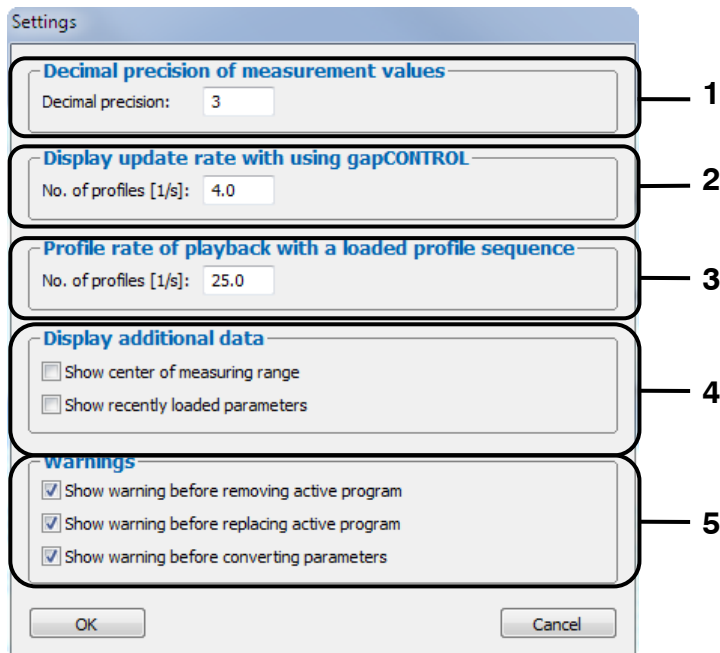 Settings
Decimal precision of measurement values
Decimal precision: 3
1
Display update rate with using gapCONTROL
No. of profiles [1/s]: 4.0
2
Profile rate of playback with a loaded profile sequence
No. of profiles [1/s]: 25.0
3
Display additional data
Show center of measuring range
Show recently loaded parameters
4
Warnings
Show warning before removing active program
Show warning before replacing active program
Show warning before converting parameters
5
OK Cancel